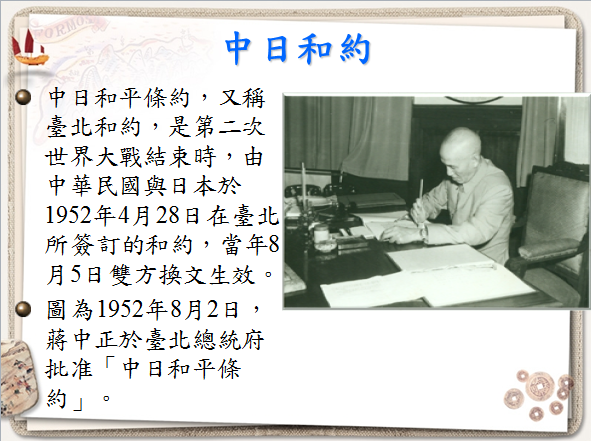 中日和約
中日和平條約，又稱
臺北和約，是第二次
世界大戰結束時，由
中華民國與日本於
1952年4月28日在臺北
所簽訂的和約，當年8
月5日雙方換文生效。
圖為1952年8月2日，
蔣中正於臺北總統府
批准「中日和平條
約」。